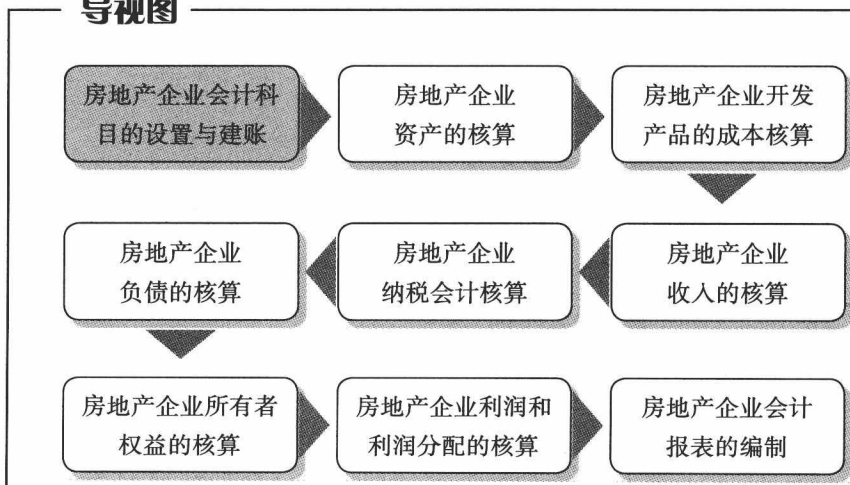 导视图
房地产企业会计科
目的设置与建账
房地产企业
资产的核算
房地产企业开发
产品的成本核算
房地产企业
收入的核算
房地产企业
纳税会计核算
房地产企业
负债的核算
房地产企业所有者
权益的核算
房地产企业利润和
利润分配的核算
房地产企业会计
报表的编制